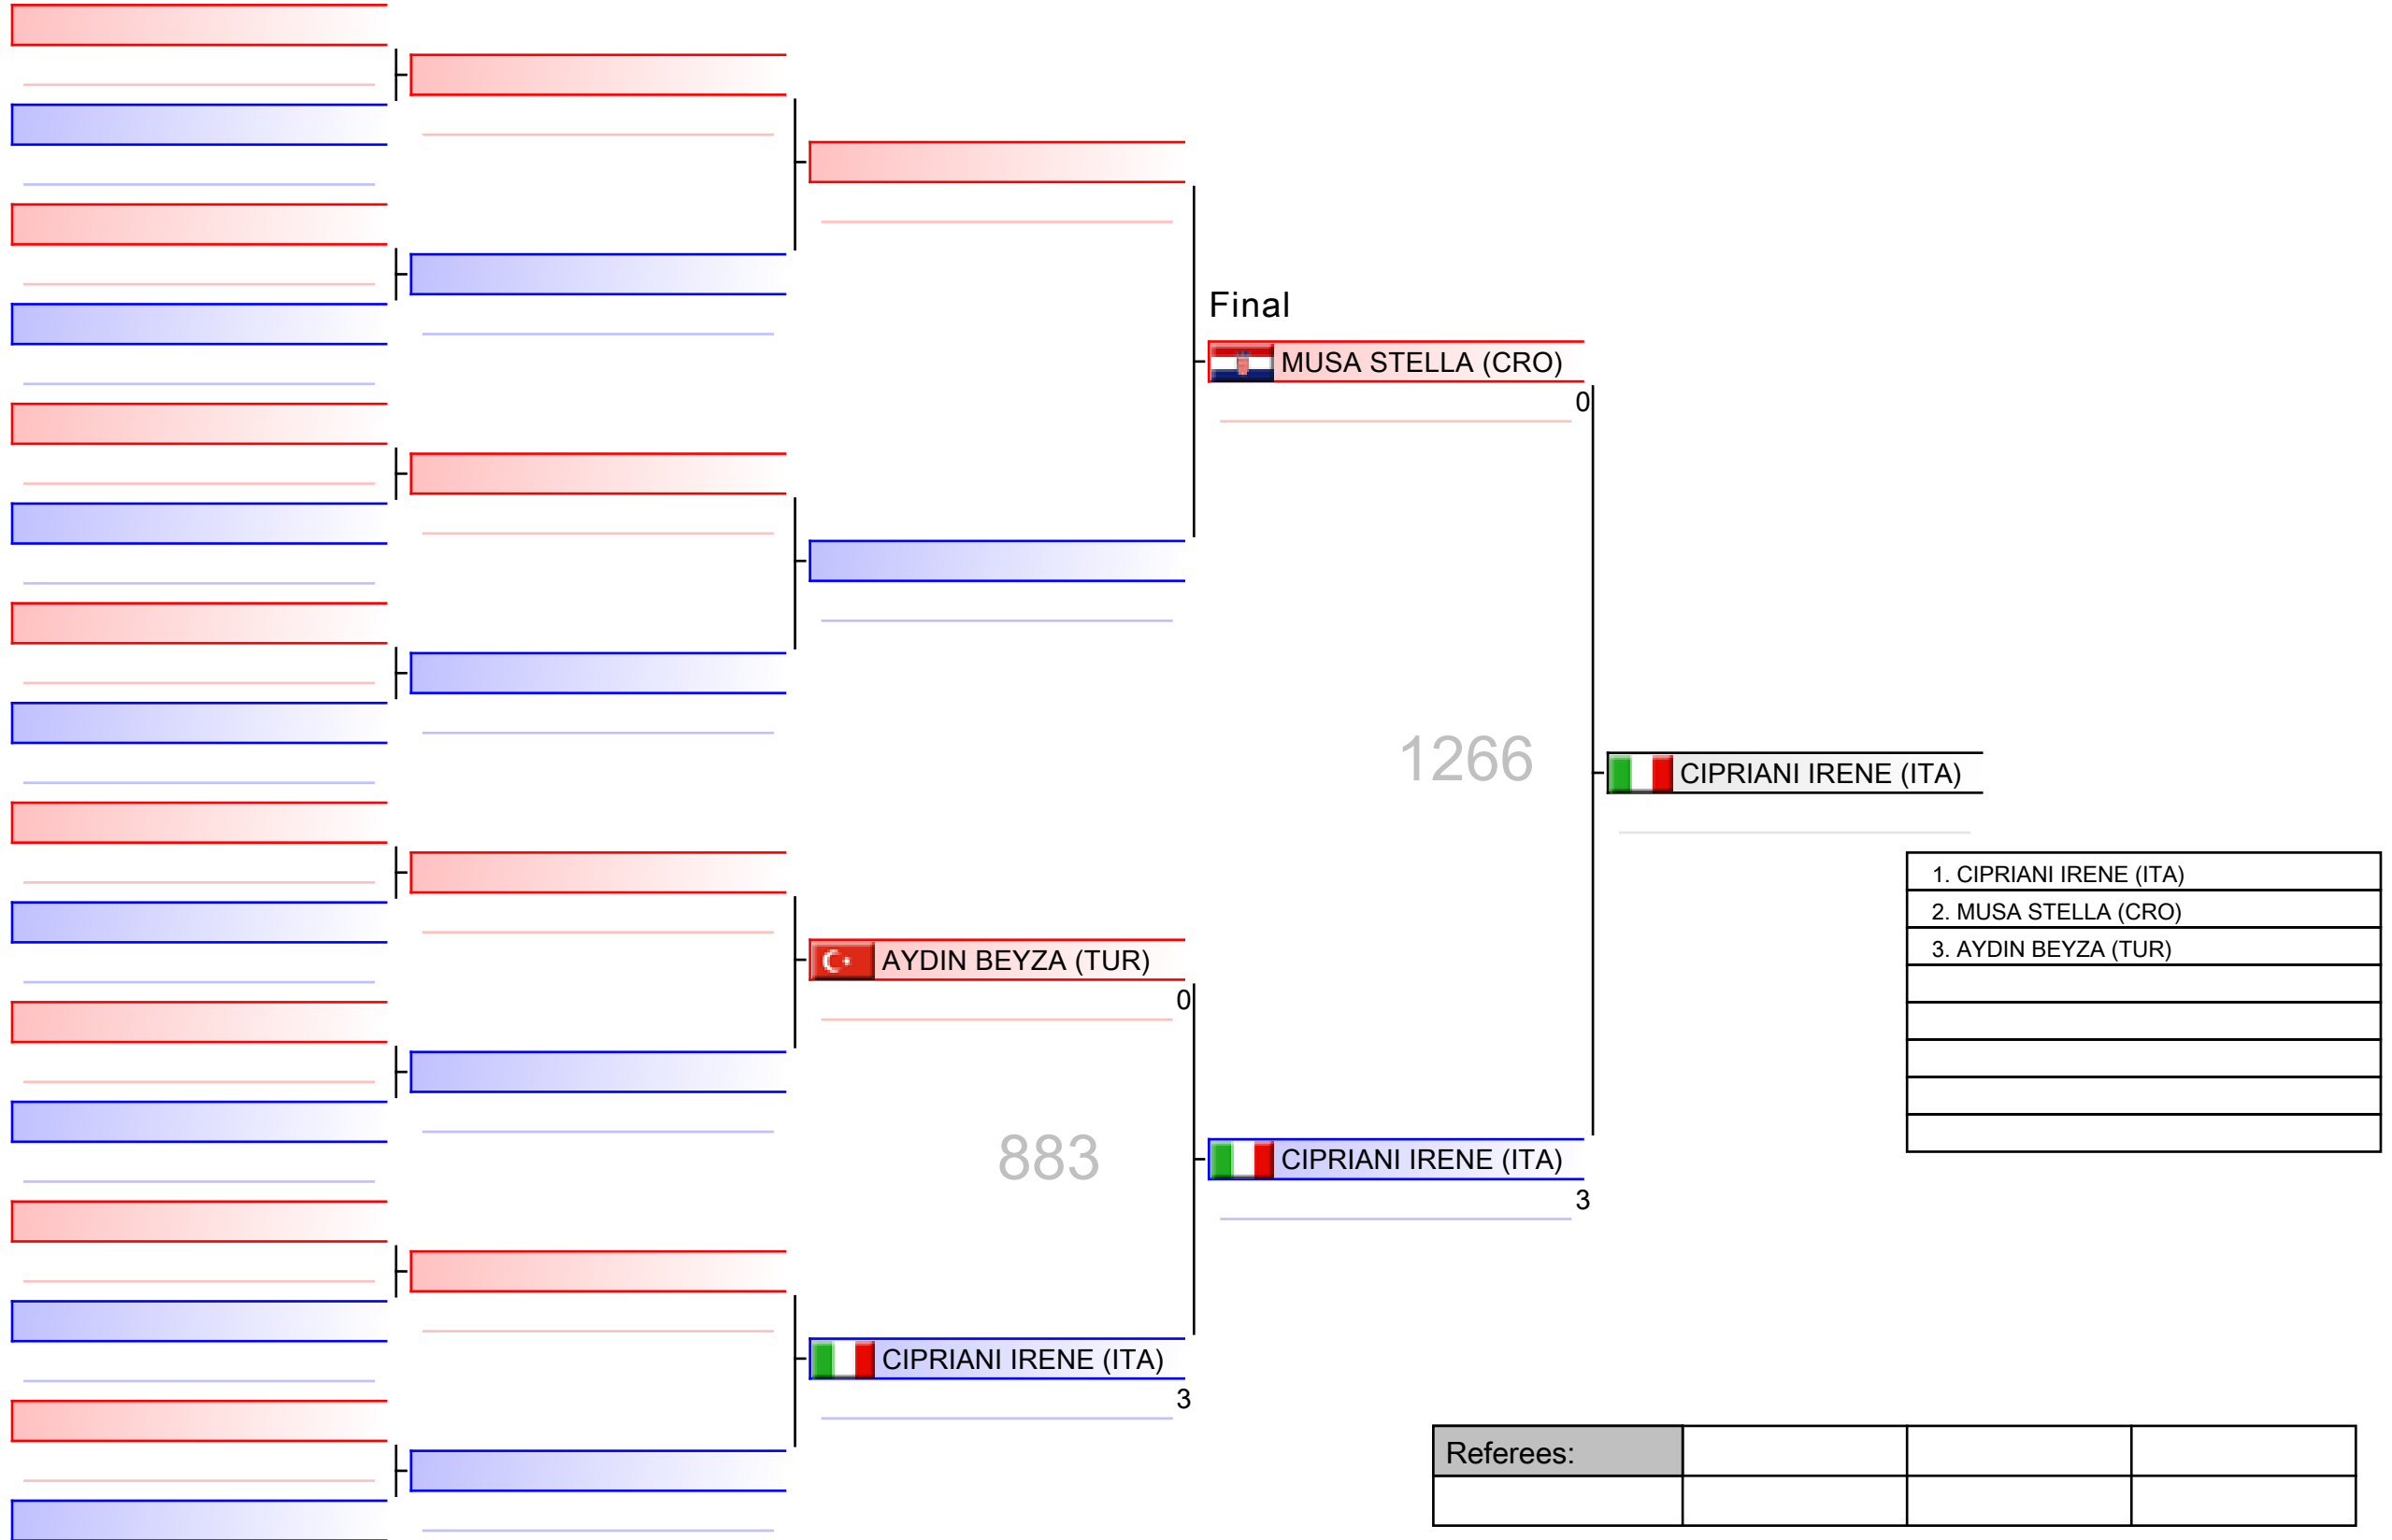 Final
MUSA STELLA (CRO)
0
1266
CIPRIANI IRENE (ITA)
1. CIPRIANI IRENE (ITA)
2. MUSA STELLA (CRO)
3. AYDIN BEYZA (TUR)
AYDIN BEYZA (TUR)
0
883
CIPRIANI IRENE (ITA)
3
CIPRIANI IRENE (ITA)
3
Referees: